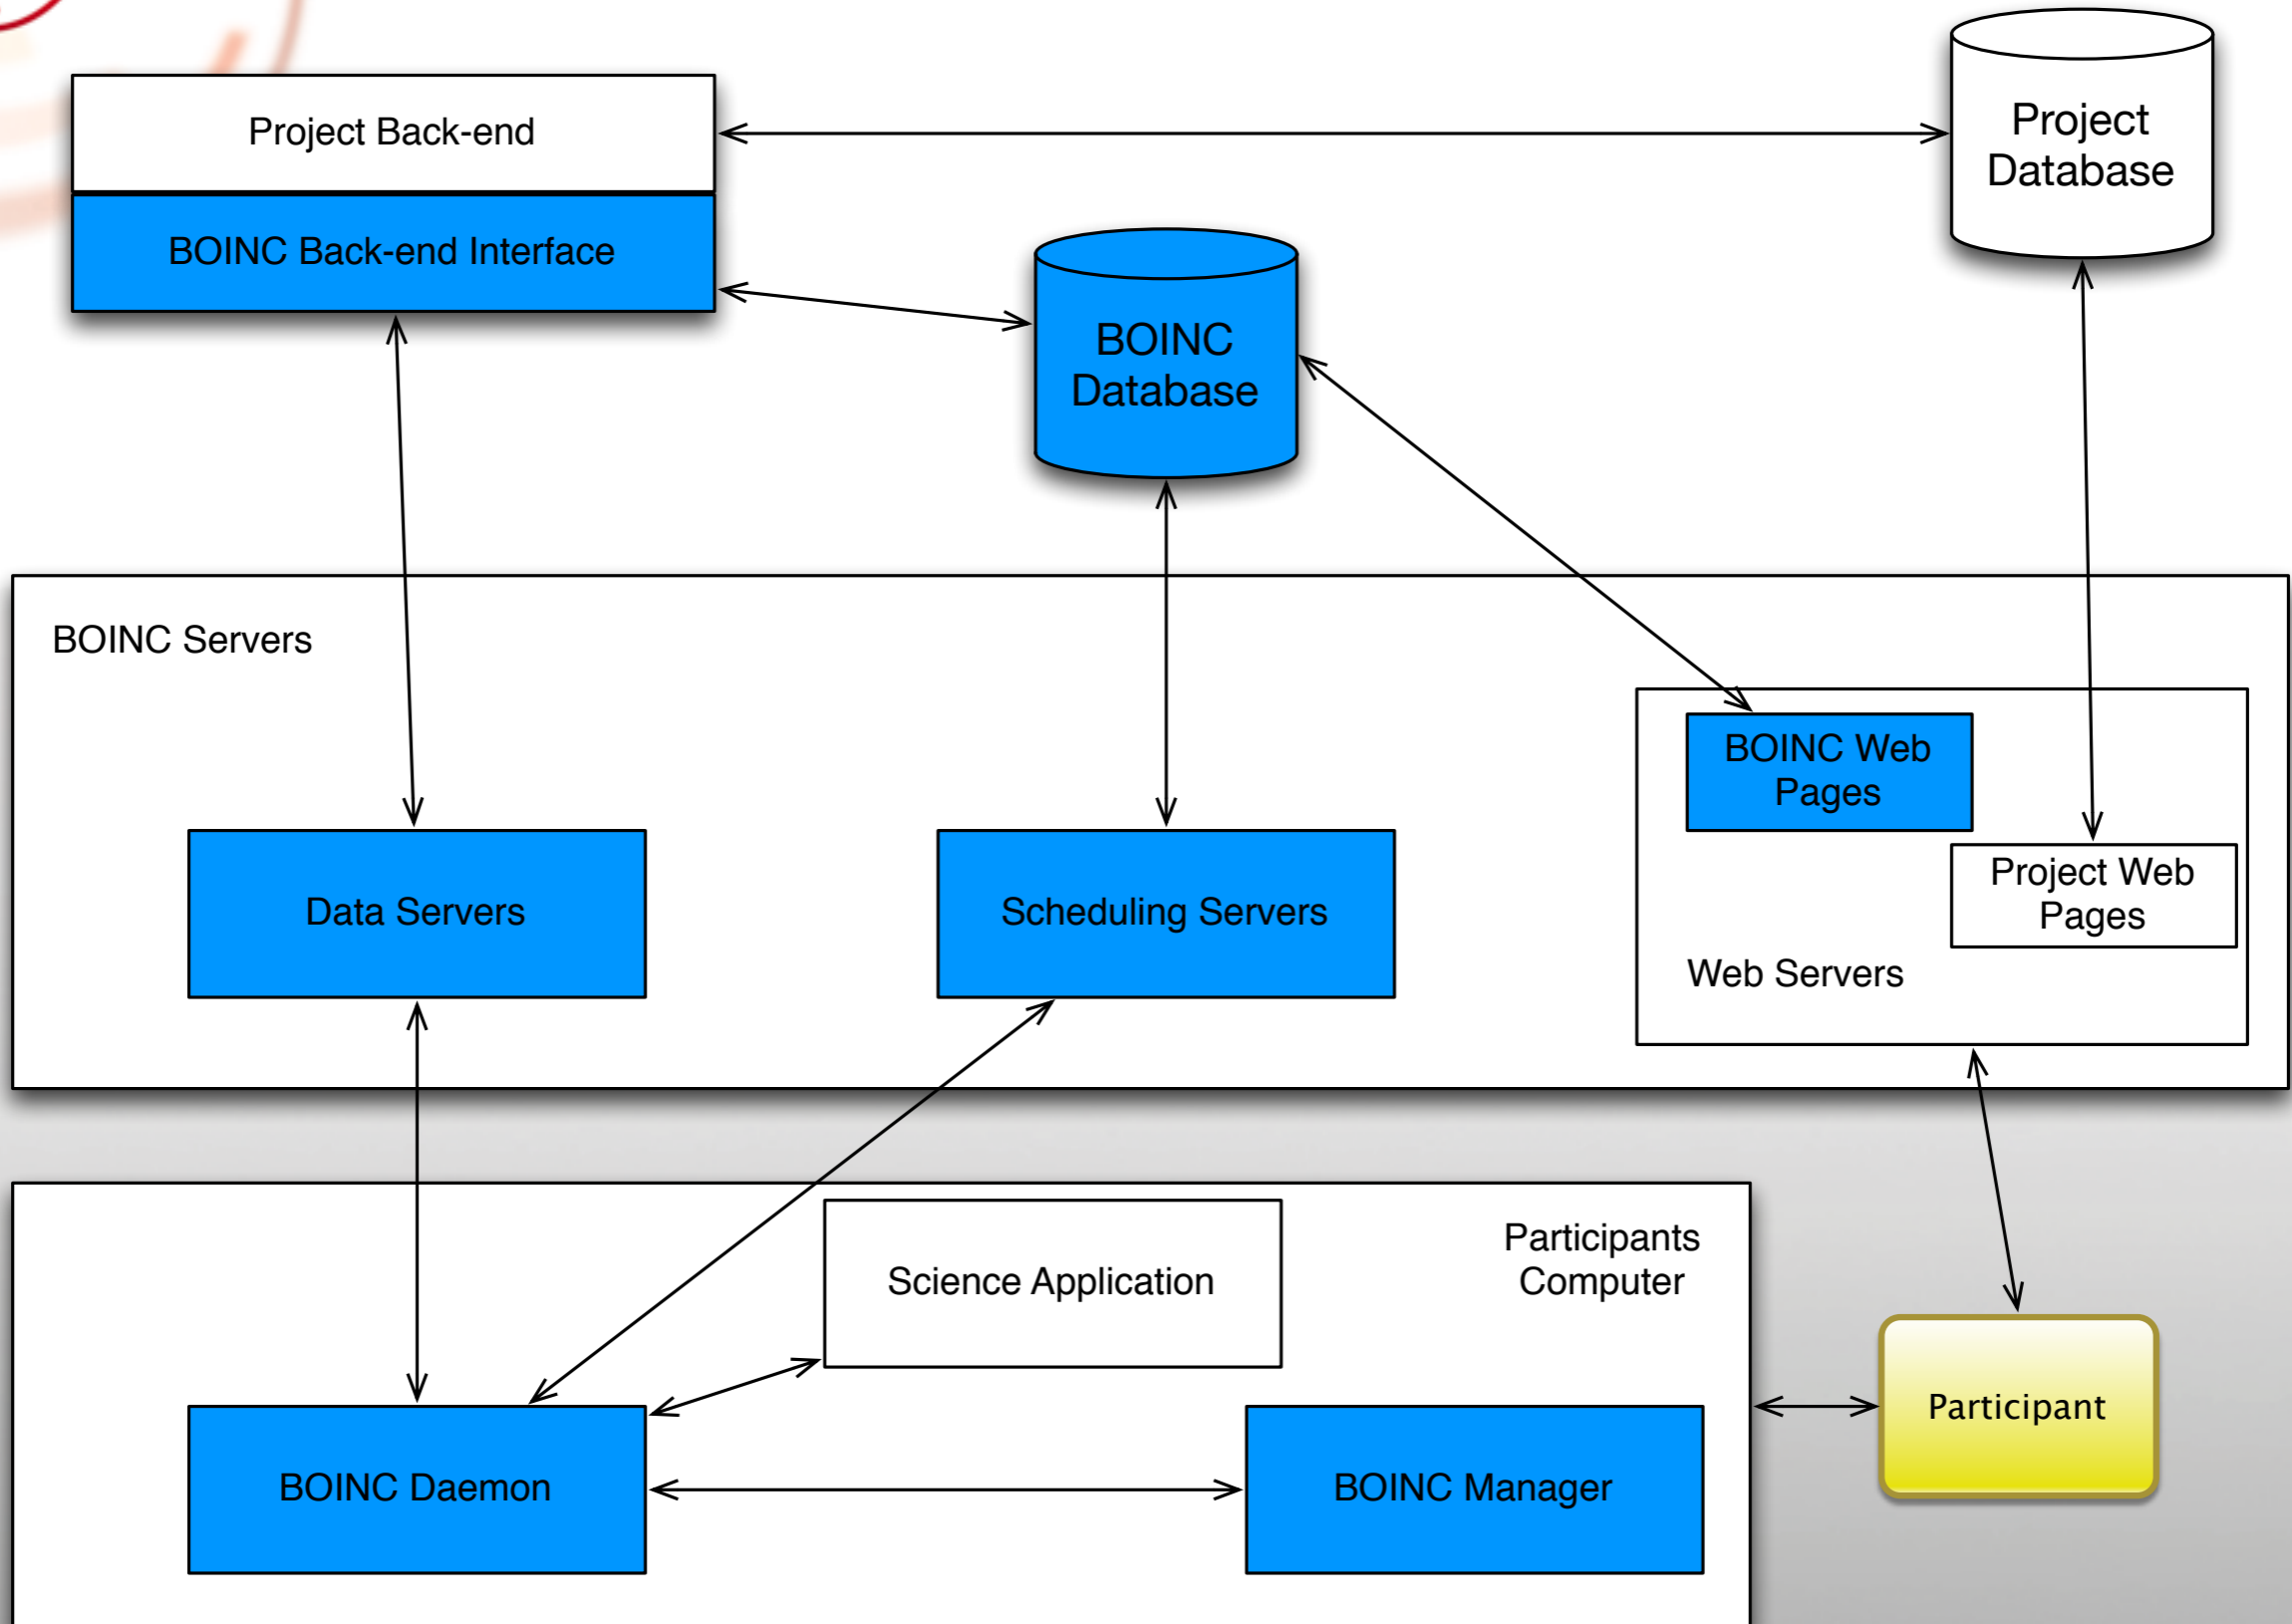 Project Back-end
Project
Database
BOINC Back-end Interface
BOINC
Database
BOINC Servers
BOINC Web
Pages
Data Servers
Scheduling Servers
Project Web
Pages
Web Servers
Participants
Computer
Science Application
Participant
BOINC Daemon
BOINC Manager